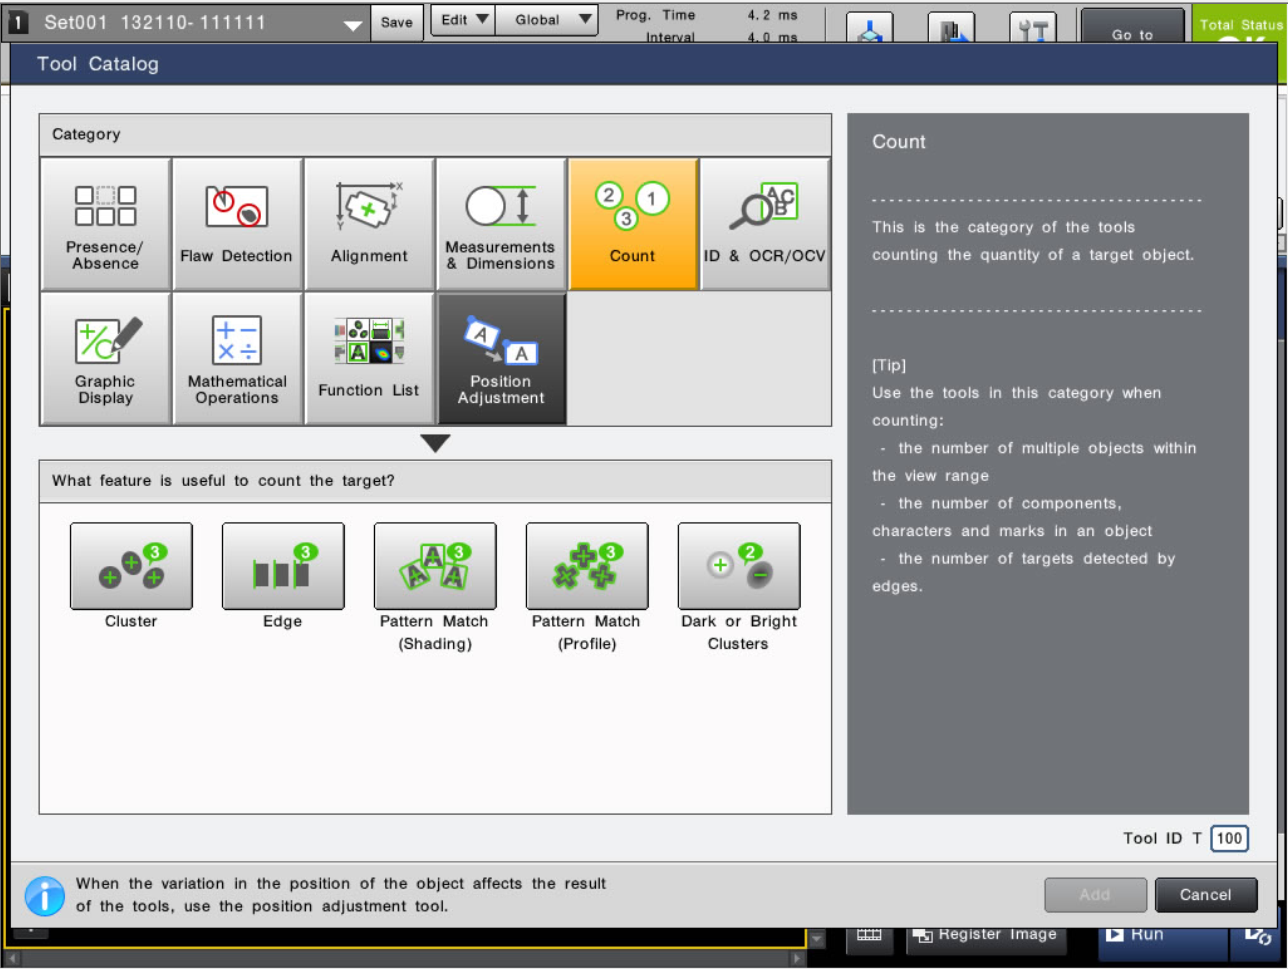 1 Set001 132110-111111 Save Edit Global Prog. Time 4.2 ms Total Status
Interval 4.0 ms Go to
Tool Catalog
Category
Presence/
Absence
Flaw Detection
Alignment
Measurements
& Dimensions
Count
ID & OCR/OCV
Graphic
Display
Mathematical
Operations
Function List
Position
Adjustment
What feature is useful to count the target?
Cluster
Edge
Pattern Match
(Shading)
Pattern Match
(Profile)
Dark or Bright
Clusters
Count
This is the category of the tools
counting the quantity of a target object.
[Tip]
Use the tools in this category when
counting:
- the number of multiple objects within
the view range
- the number of components,
characters and marks in an object
- the number of targets detected by
edges.
Tool ID T 100
When the variation in the position of the object affects the result
of the tools, use the position adjustment tool.
Add Cancel
Register Image Run